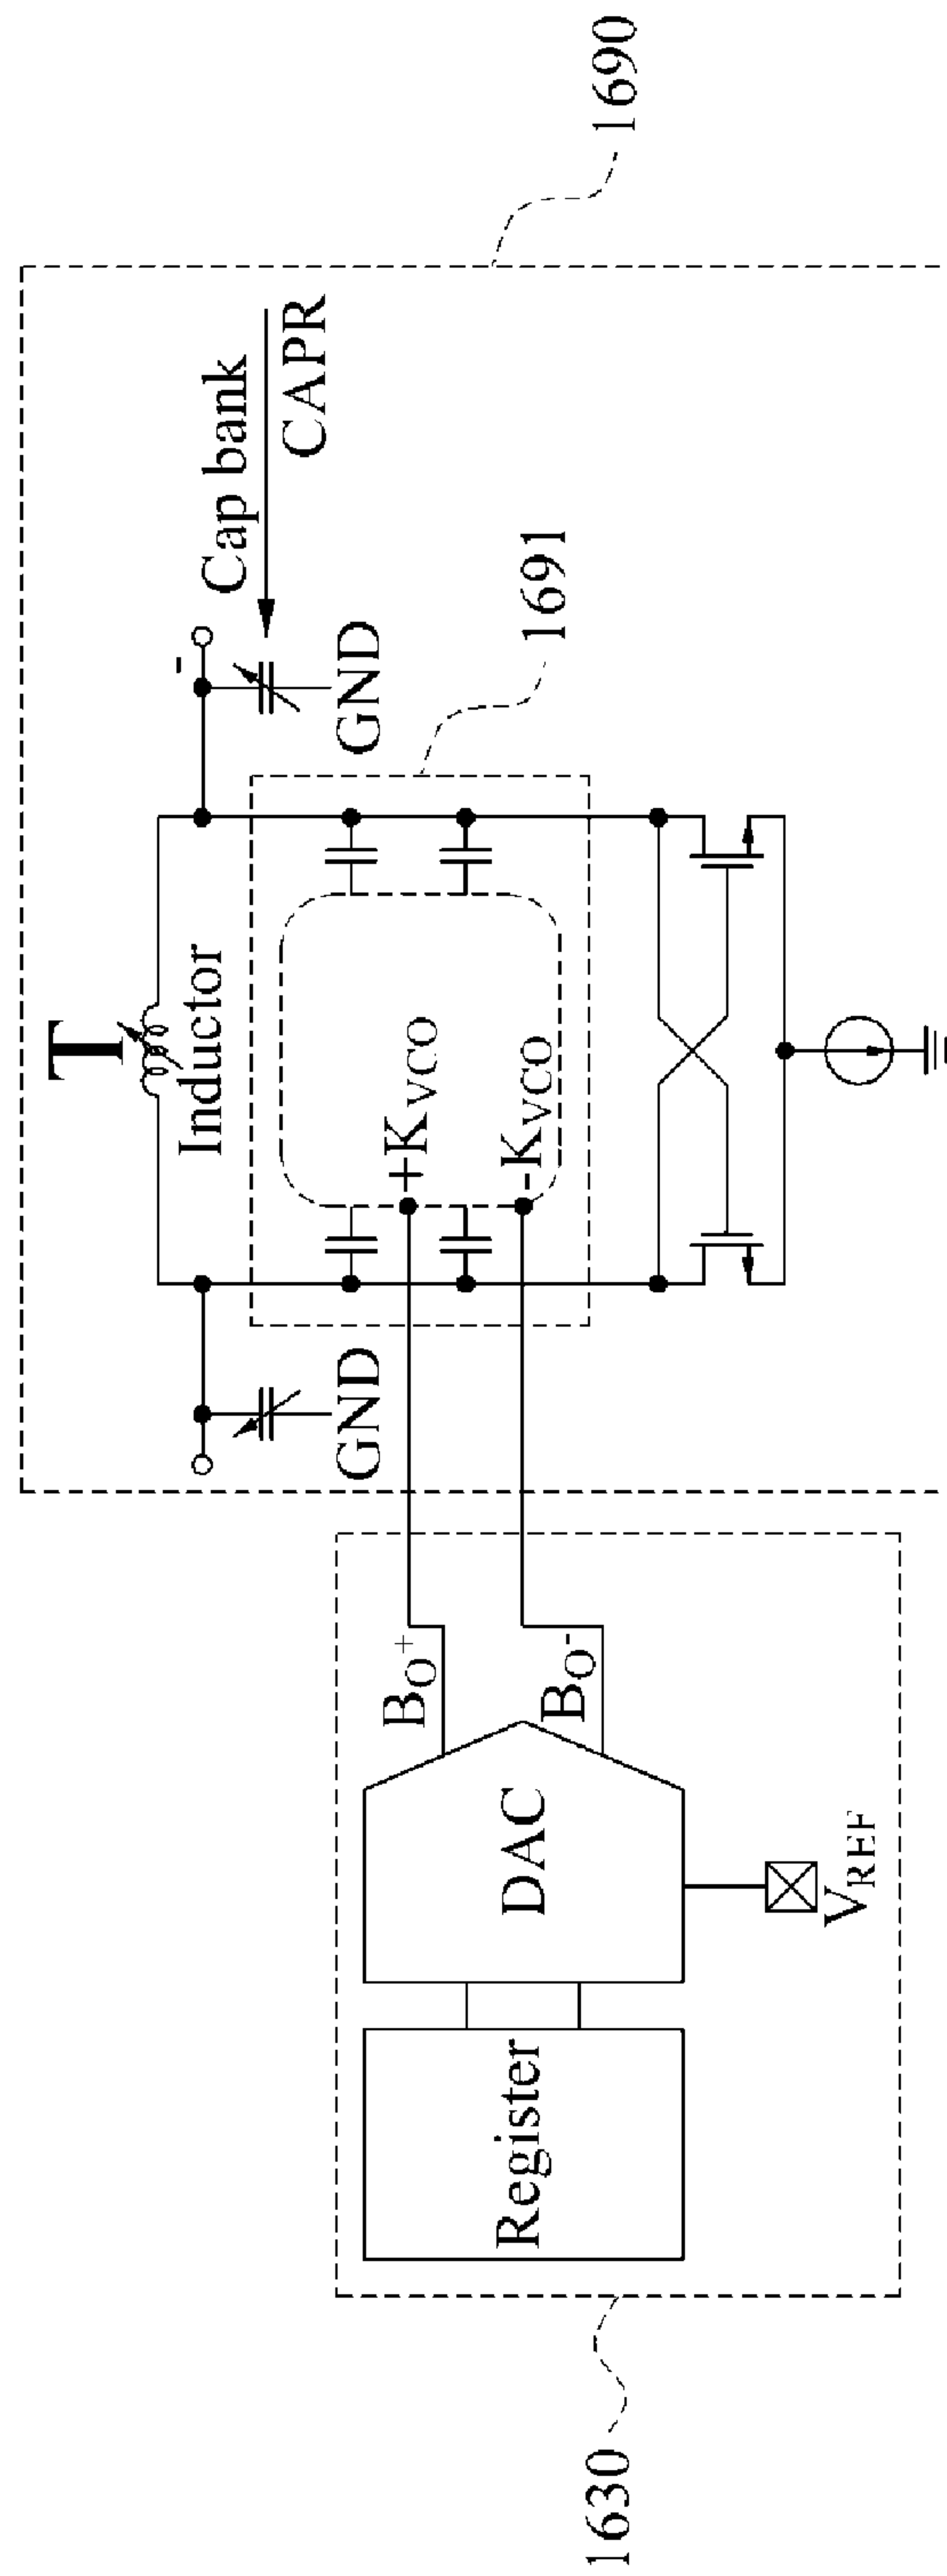 1630
Register
DAC
V_REF
B_O^+
B_O^-
GND
T
Inductor
+K_VCO
-K_VCO
-
GND
Cap bank
CAPR
1691
1690